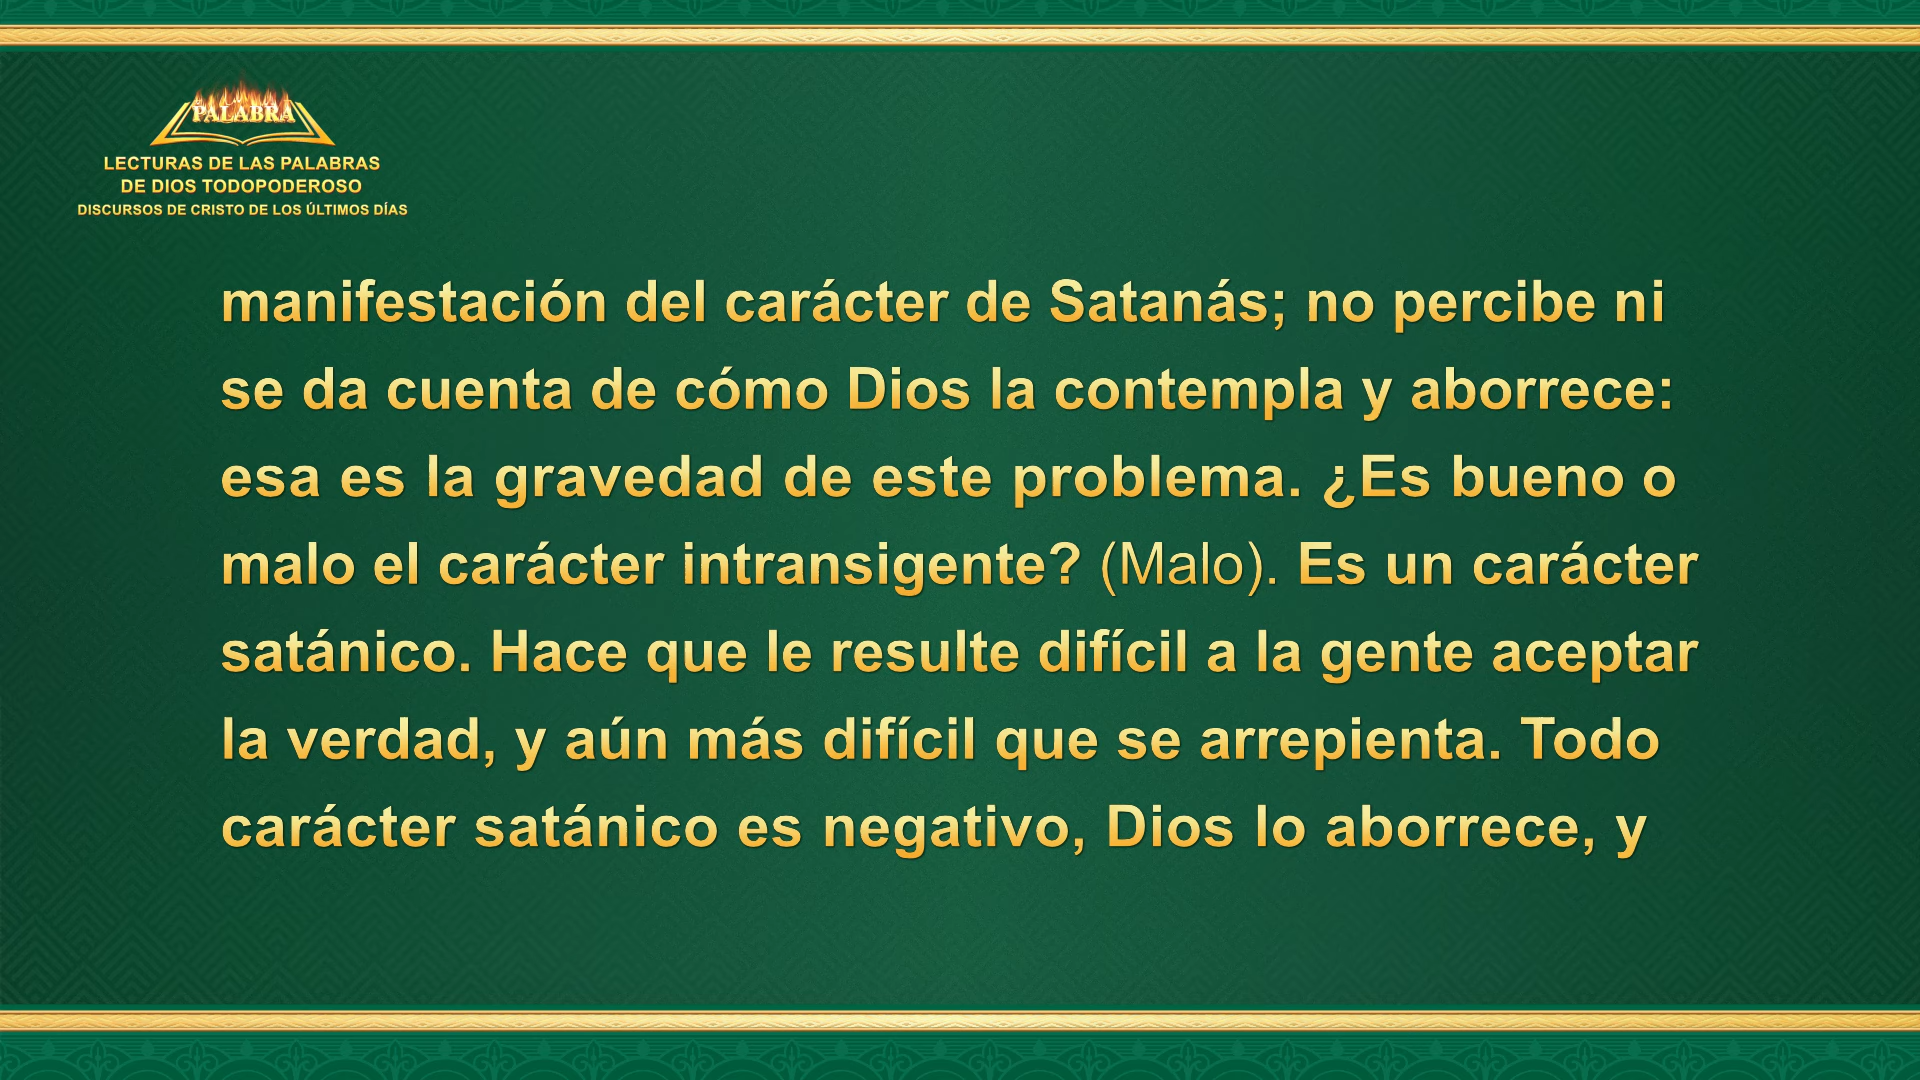 PALABRA
LECTURAS DE LAS PALABRAS
DE DIOS TODOPODEROSO
DISCURSOS DE CRISTO DE LOS ÚLTIMOS DÍAS
manifestación del carácter de Satanás; no percibe ni
se da cuenta de cómo Dios la contempla y aborrece:
esa es la gravedad de este problema. ¿Es bueno o
malo el carácter intransigente? (Malo). Es un carácter
satánico. Hace que le resulte difícil a la gente aceptar
la verdad, y aún más difícil que se arrepienta. Todo
carácter satánico es negativo, Dios lo aborrece, y